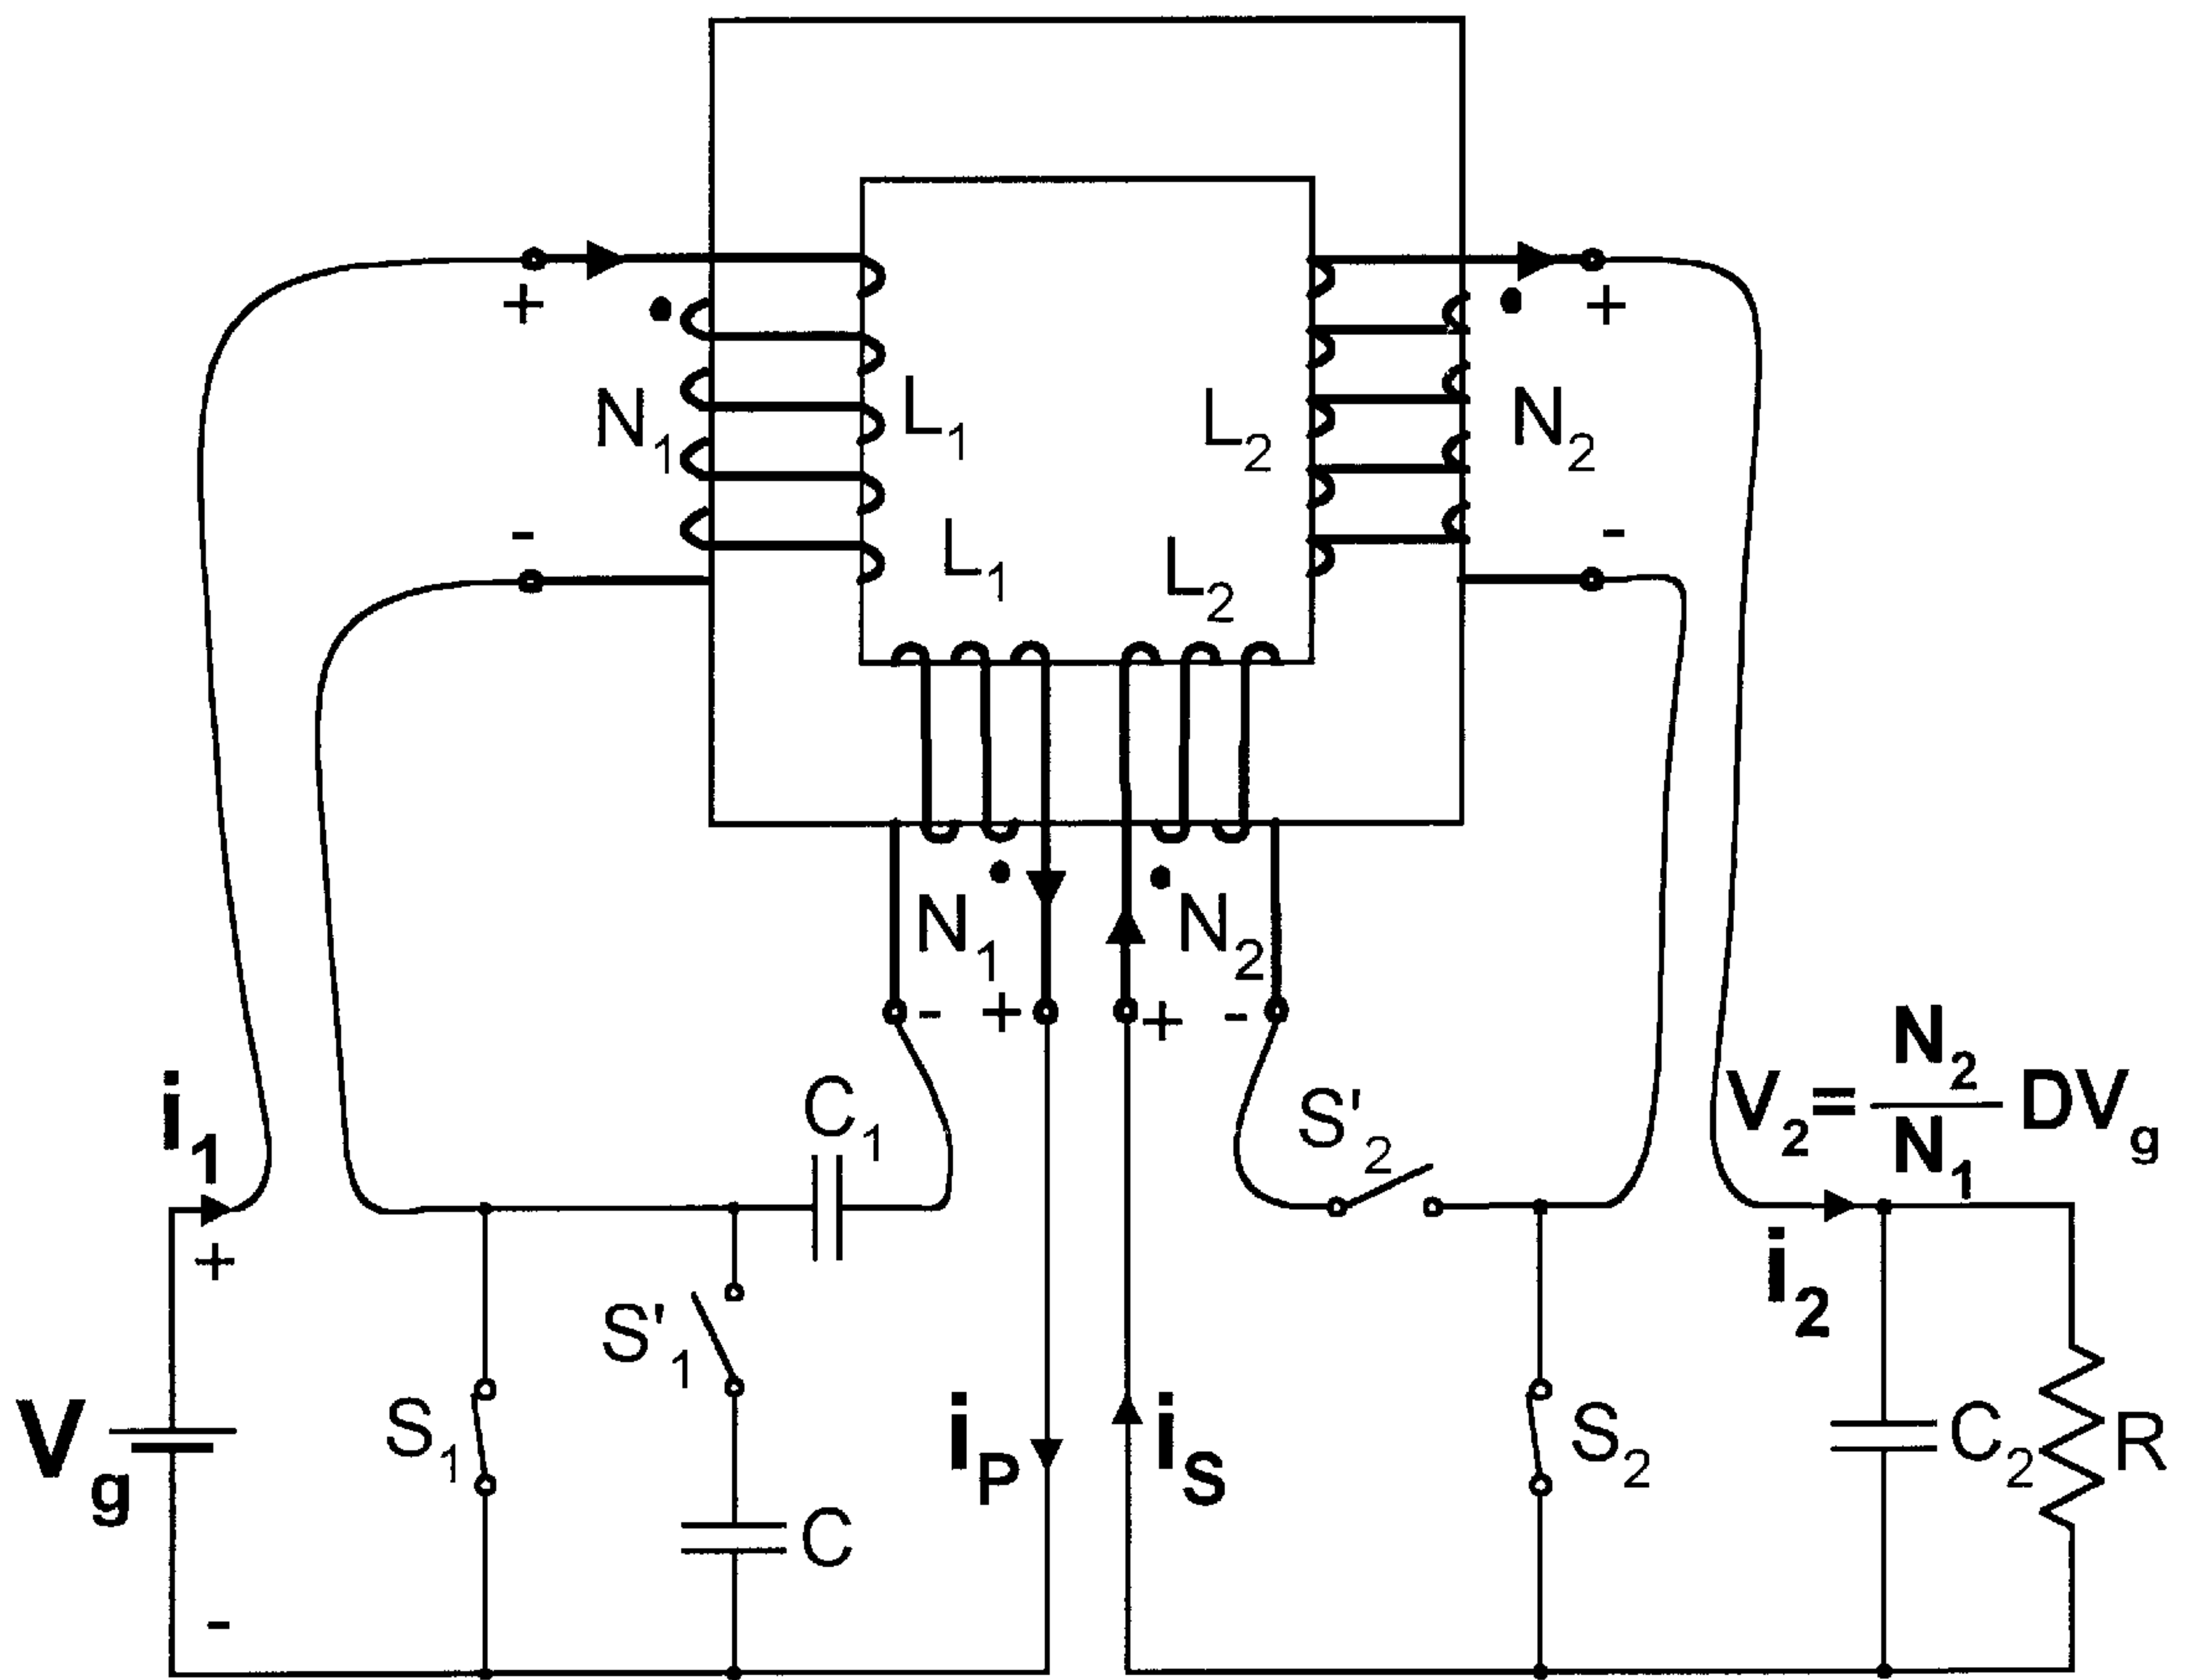 +
+
N1
L1
L2
N2
-
-
L1
L2
N1
N2
-
+
+
-
i1
C1
S'2
V2= N2/N1 DVg
+
i2
S'1
Vg
S1
iP
iS
S2
C2
R
C
-